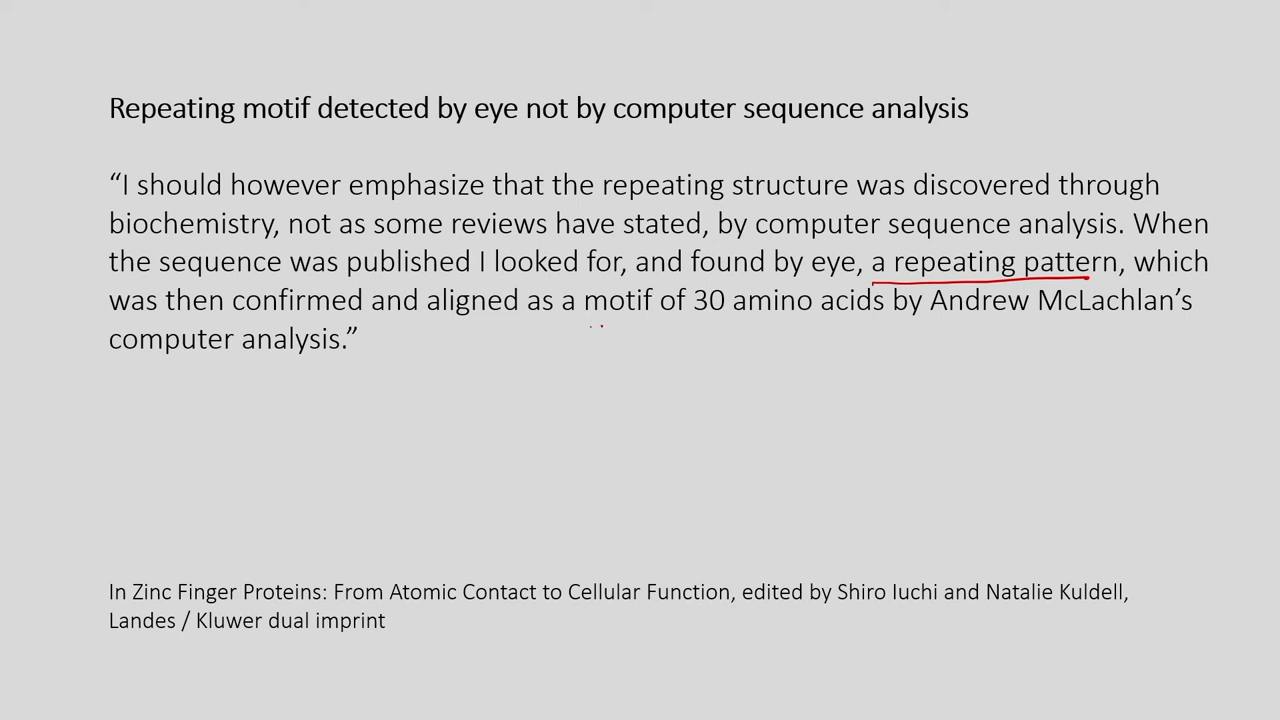 Repeating motif detected by eye not by computer sequence analysis
“I should however emphasize that the repeating structure was discovered through
biochemistry, not as some reviews have stated, by computer sequence analysis. When
the sequence was published I looked for, and found by eye, a repeating pattern, which
was then confirmed and aligned as a motif of 30 amino acids by Andrew McLachlan’s
computer analysis.”
In Zinc Finger Proteins: From Atomic Contact to Cellular Function, edited by Shiro Iuchi and Natalie Kuldell,
Landes / Kluwer dual imprint